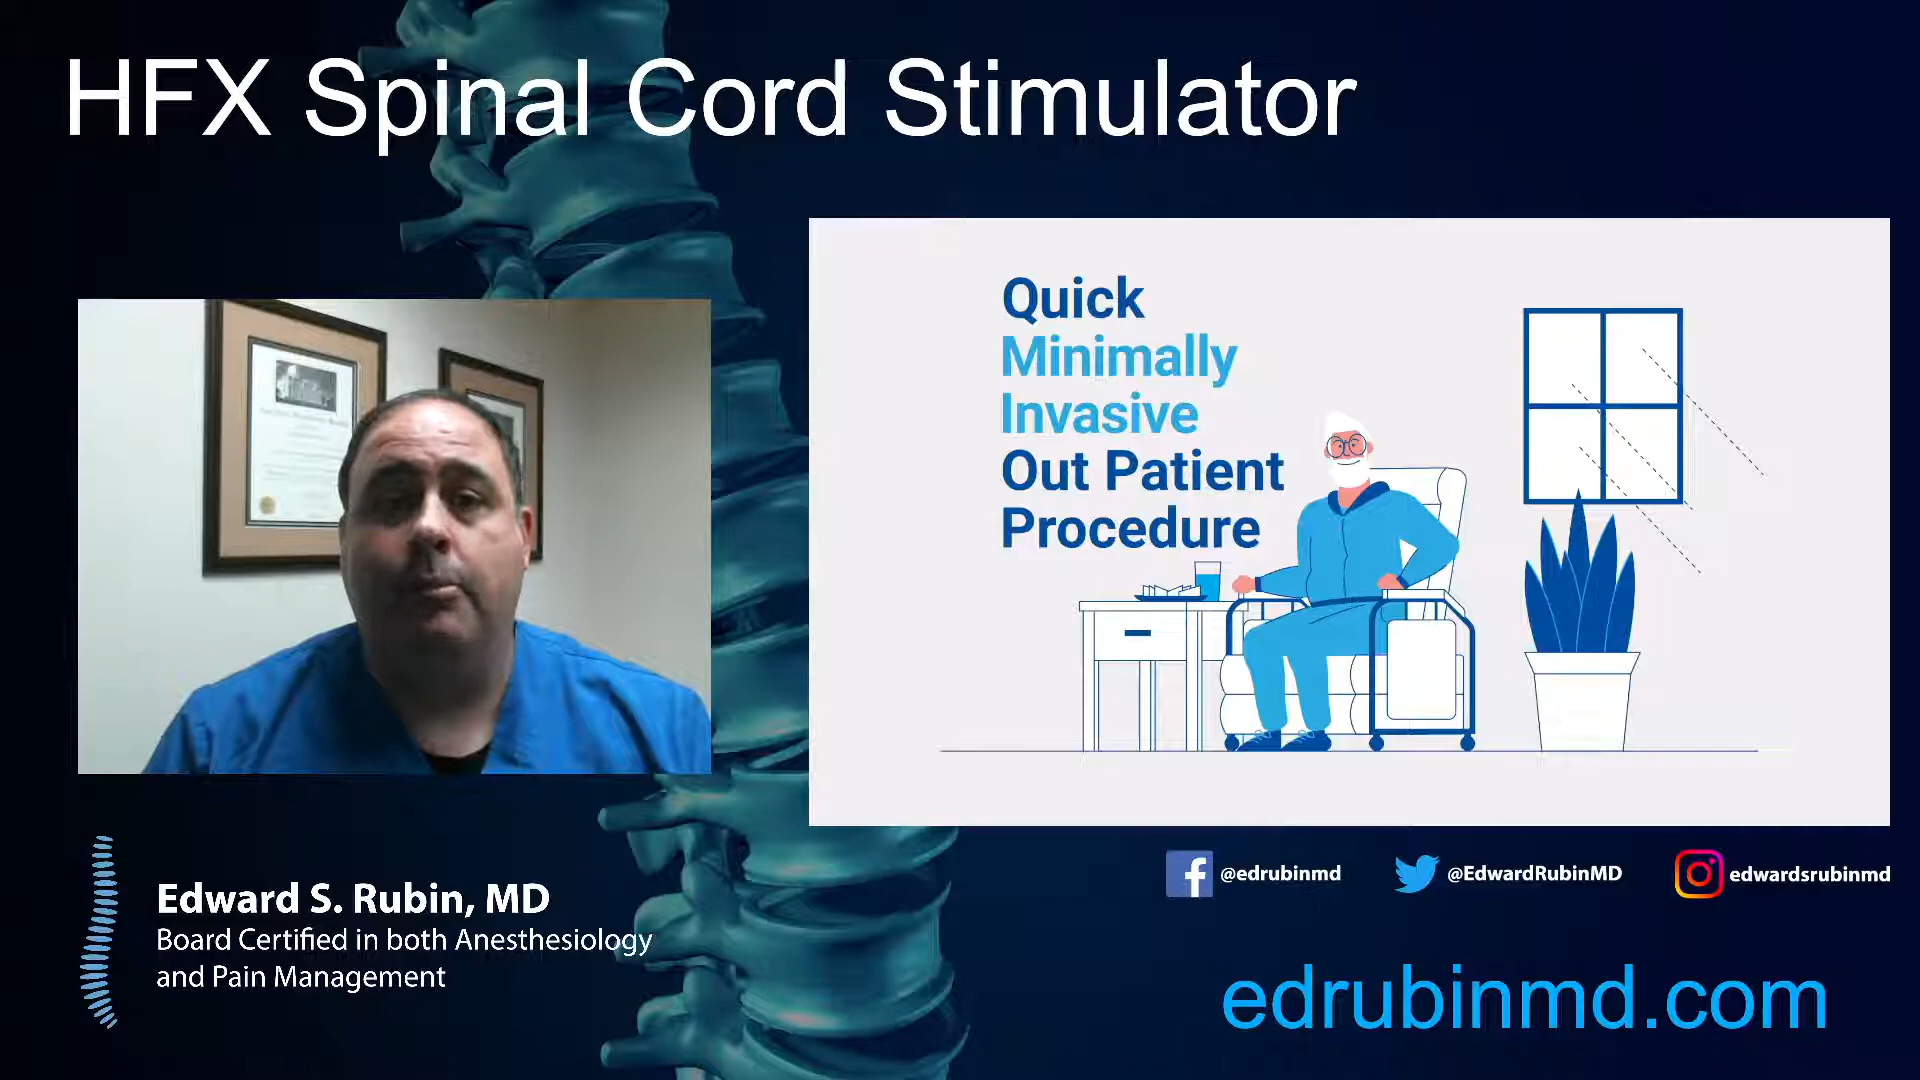 HFX Spinal Cord Stimulator
Quick
Minimally
Invasive
Out Patient
Procedure
@edrubinmd
@EdwardRubinMD
edwardsrubinmd
Edward S. Rubin, MD
Board Certified in both Anesthesiology
and Pain Management
edrubinmd.com